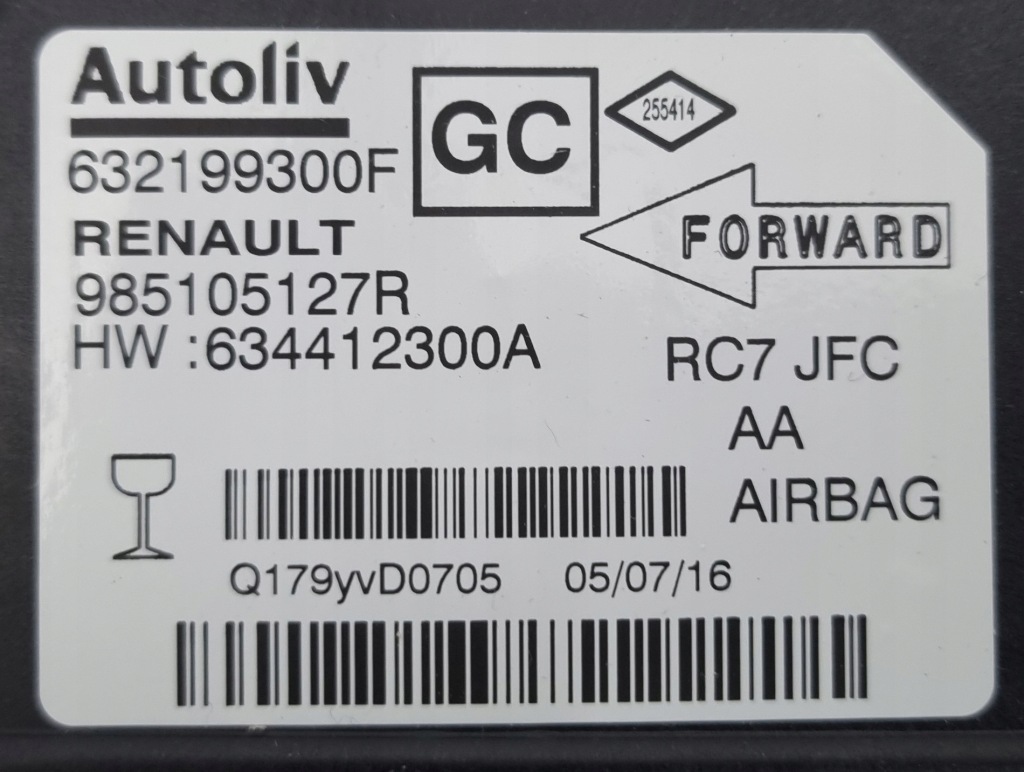 Autoliv
632199300F
GC
255414
RENAULT
FORWARD
985105127R
HW :634412300A
RC7 JFC
AA
AIRBAG
Q179yvD0705 05/07/16